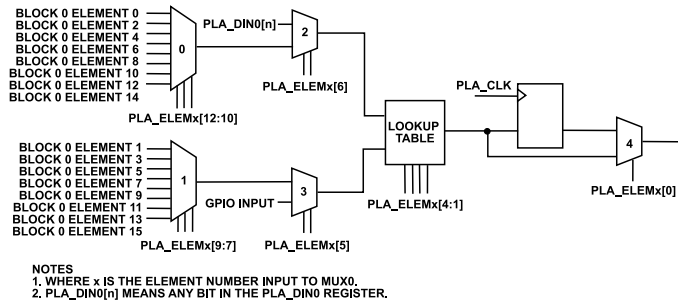 BLOCK 0 ELEMENT 0
BLOCK 0 ELEMENT 2
BLOCK 0 ELEMENT 4
BLOCK 0 ELEMENT 6
BLOCK 0 ELEMENT 8
BLOCK 0 ELEMENT 10
BLOCK 0 ELEMENT 12
BLOCK 0 ELEMENT 14
0
PLA_ELEMx[12:10]
PLA_DIN0[n]
2
PLA_ELEMx[6]
BLOCK 0 ELEMENT 1
BLOCK 0 ELEMENT 3
BLOCK 0 ELEMENT 5
BLOCK 0 ELEMENT 7
BLOCK 0 ELEMENT 9
BLOCK 0 ELEMENT 11
BLOCK 0 ELEMENT 13
BLOCK 0 ELEMENT 15
1
PLA_ELEMx[9:7]
GPIO INPUT
3
PLA_ELEMx[5]
LOOKUP
TABLE
PLA_ELEMx[4:1]
PLA_CLK
4
PLA_ELEMx[0]
NOTES
1. WHERE x IS THE ELEMENT NUMBER INPUT TO MUX0.
2. PLA_DIN0[n] MEANS ANY BIT IN THE PLA_DIN0 REGISTER.